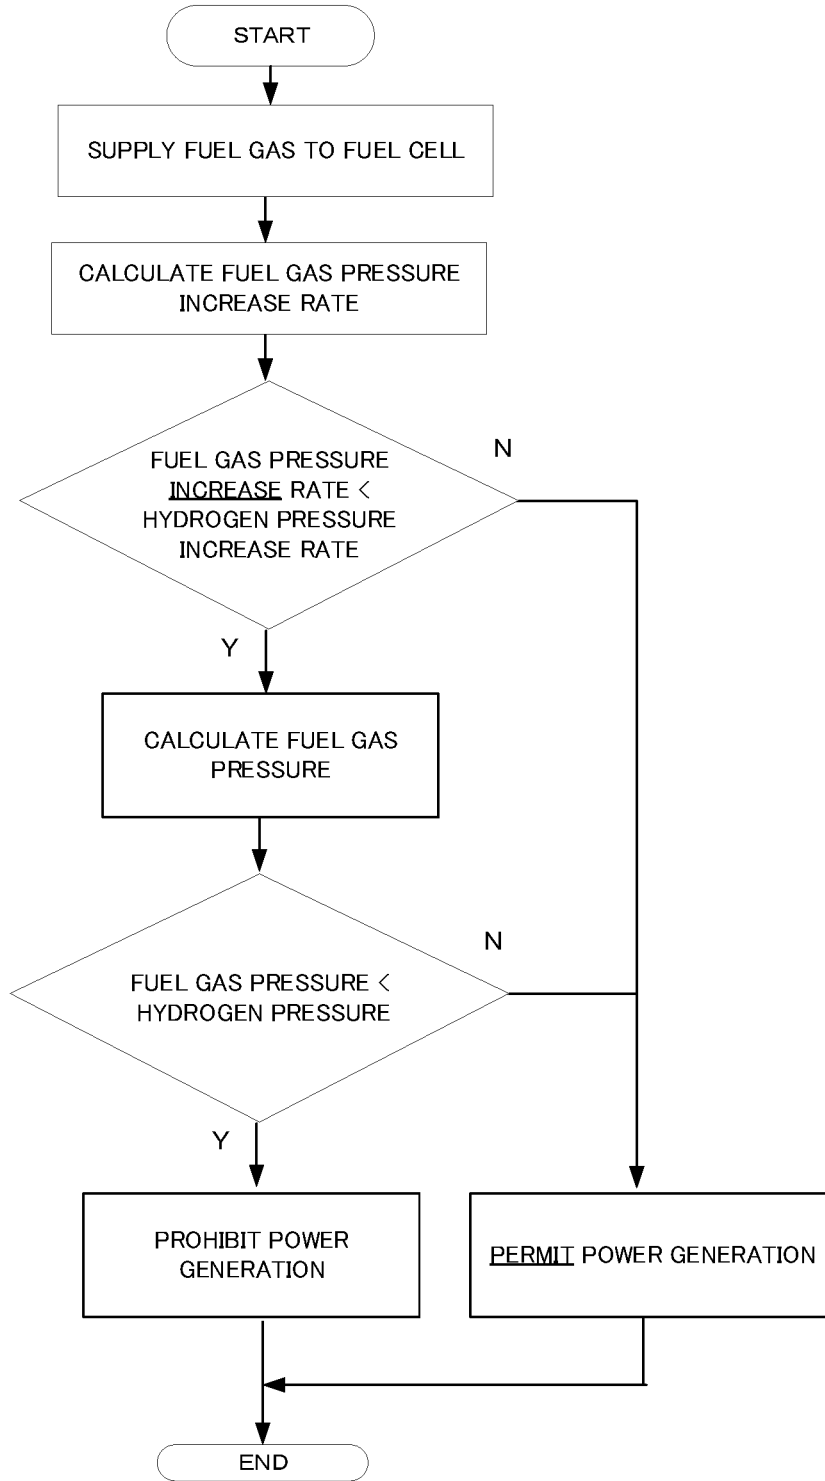 START
SUPPLY FUEL GAS TO FUEL CELL
CALCULATE FUEL GAS PRESSURE
INCREASE RATE
N
FUEL GAS PRESSURE
INCREASE RATE <
HYDROGEN PRESSURE
INCREASE RATE
Y
CALCULATE FUEL GAS
PRESSURE
N
FUEL GAS PRESSURE <
HYDROGEN PRESSURE
Y
PROHIBIT POWER
GENERATION
PERMIT POWER GENERATION
END